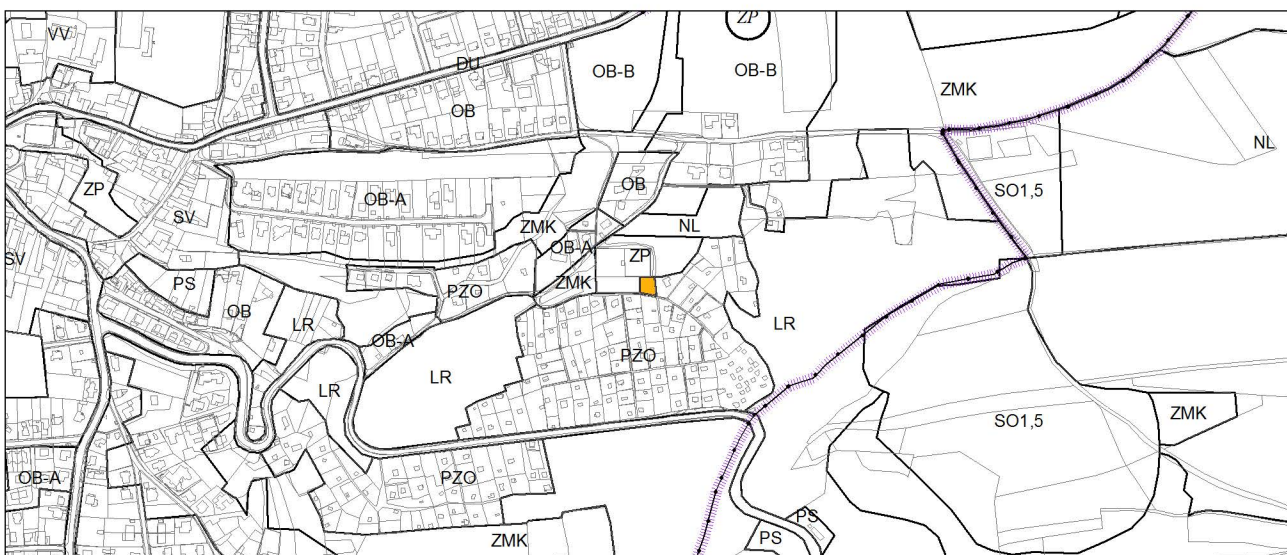 ZP
VV
DU
OB-B
OB-B
ZMK
OB
NL
ZP
OB
SO1,5
OB-A
SV
ZMK
NL
OB-A
ZP
SV
PS
PZO
ZMK
OB
LR
LR
OB-A
PZO
LR
LR
SO1,5
ZMK
OB-A
PZO
PS
PS
ZMK